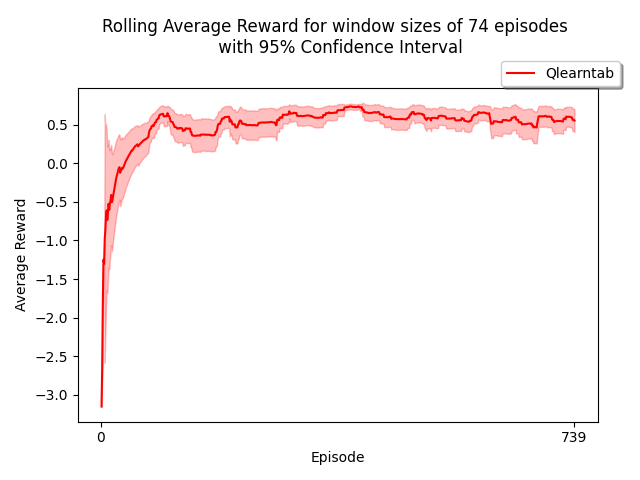 Rolling Average Reward for window sizes of 74 episodes
with 95% Confidence Interval
Qlearntab
0.5
0.0
−0.5
−1.0
−1.5
−2.0
−2.5
−3.0
Average Reward
0 739
Episode